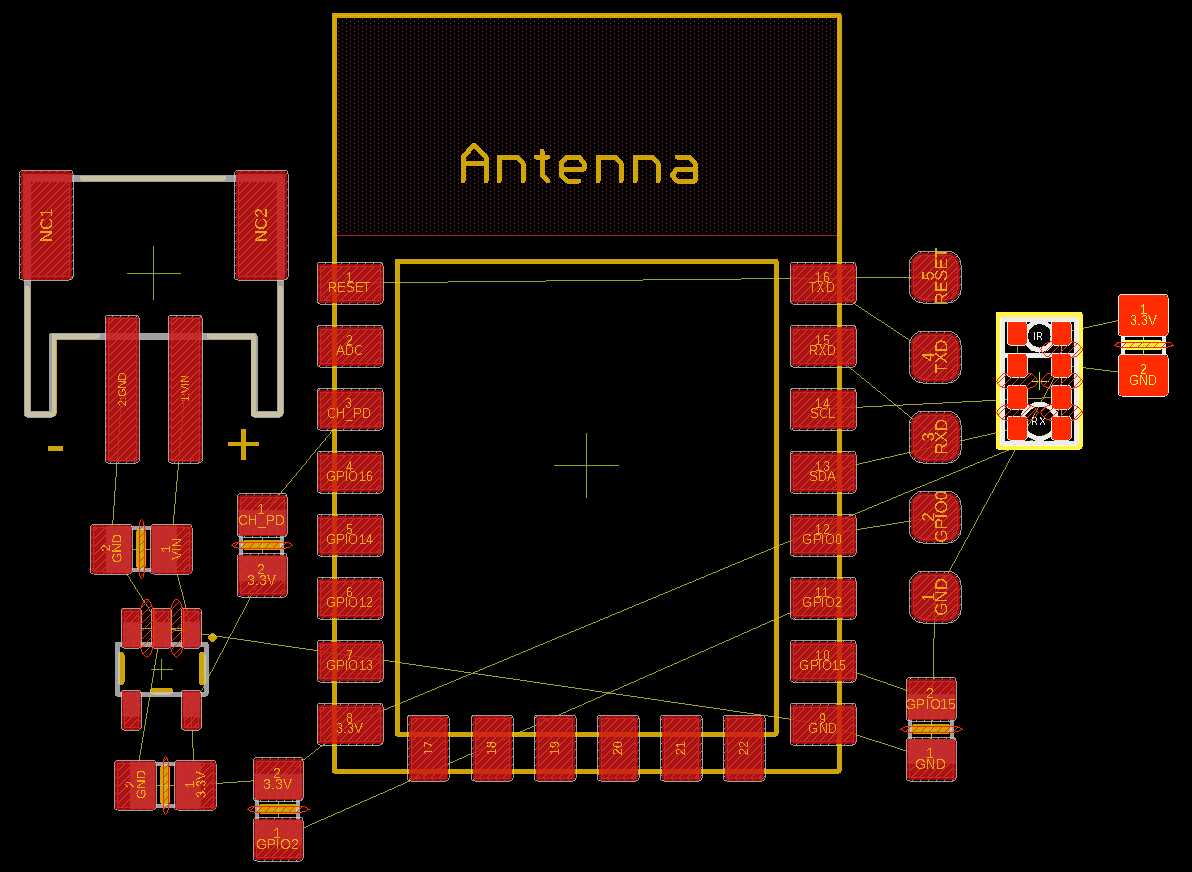 Antenna
NC1
NC2
2:GND
1:VIN
-
+
1
RESET
2
ADC
3
CH_PD
4
GPIO16
5
GPIO14
6
GPIO12
7
GPIO13
8
3.3V
16
TXD
15
RXD
14
SCL
13
SDA
12
GPIO0
11
GPIO2
10
GPIO15
9
GND
17
18
19
20
21
22
5
RESET
4
TXD
3
RXD
2
GPIO0
1
GND
IR
RX
1
3.3V
2
GND
2
GND
1
VIN
1
CH_PD
2
3.3V
2
GND
1
3.3V
2
3.3V
1
GPIO2
2
GPIO15
1
GND